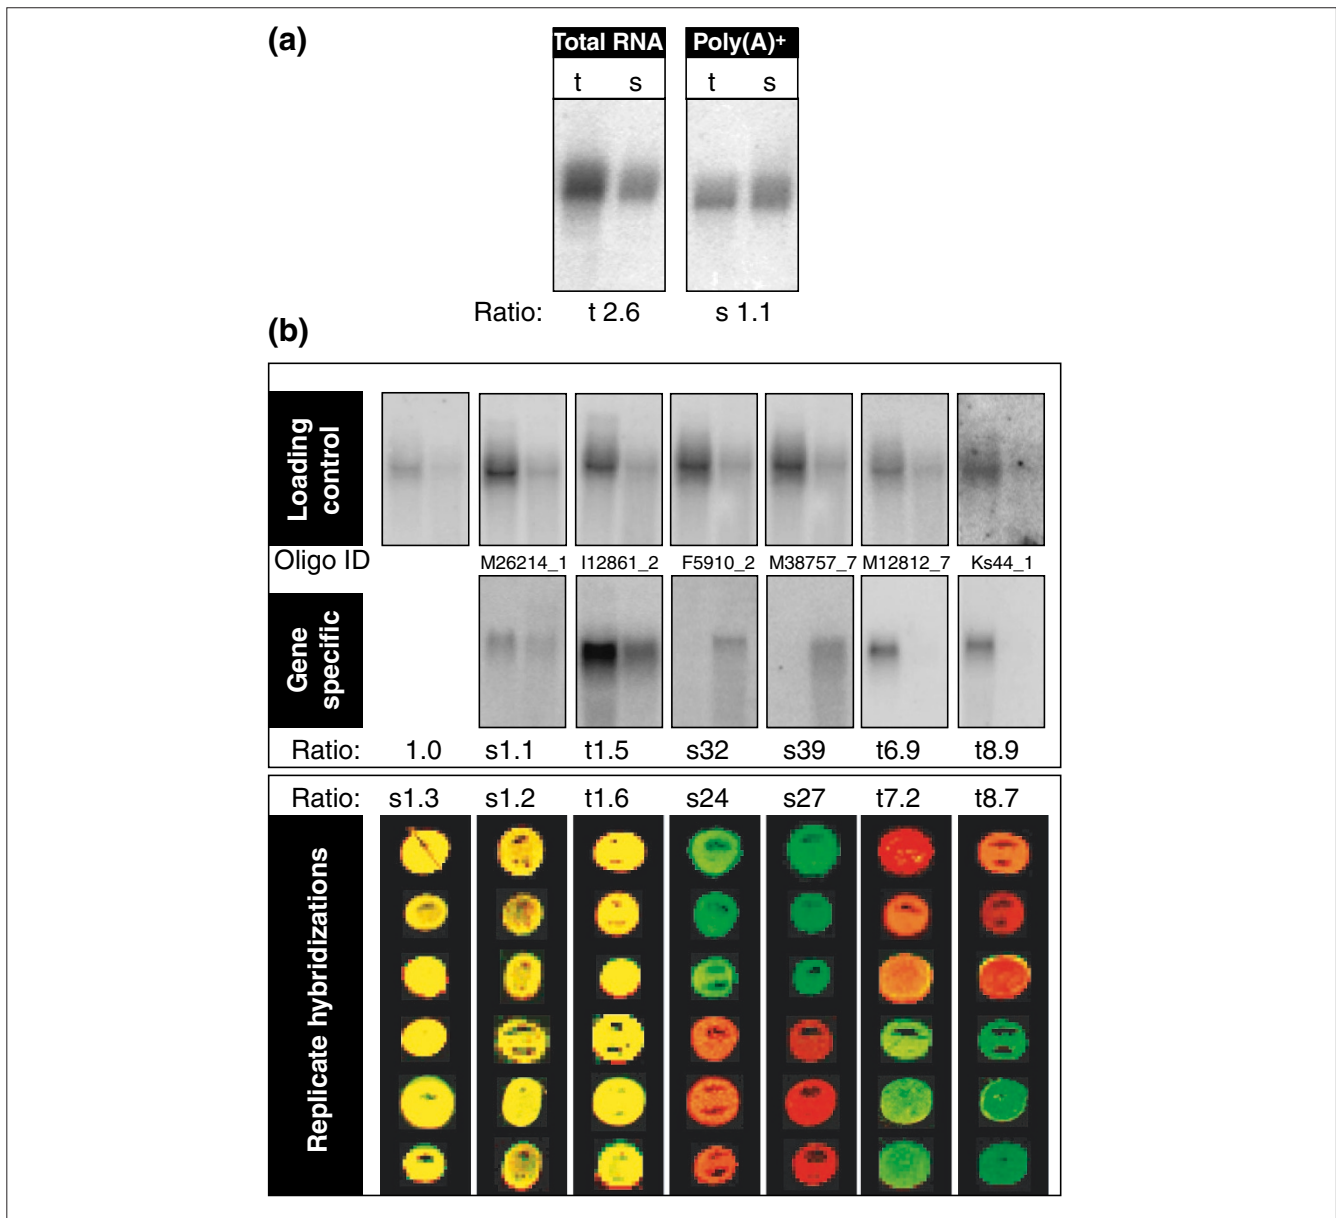 (a)
Total RNA Poly(A)+
t s t s
Ratio: t 2.6 s 1.1
(b)
Loading control
Oligo ID M26214_1 I12861_2 F5910_2 M38757_7 M12812_7 Ks44_1
Gene specific
Ratio: 1.0 s1.1 t1.5 s32 s39 t6.9 t8.9
Ratio: s1.3 s1.2 t1.6 s24 s27 t7.2 t8.7
Replicate hybridizations